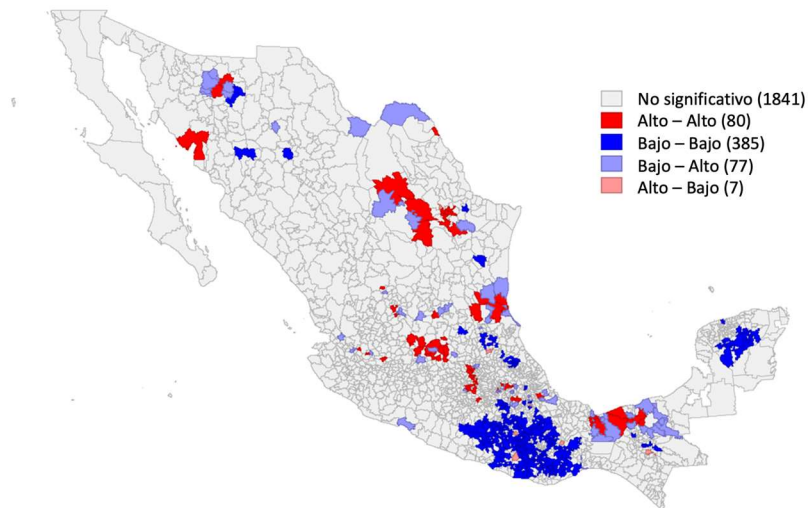 No significativo (1841)
Alto – Alto (80)
Bajo – Bajo (385)
Bajo – Alto (77)
Alto – Bajo (7)